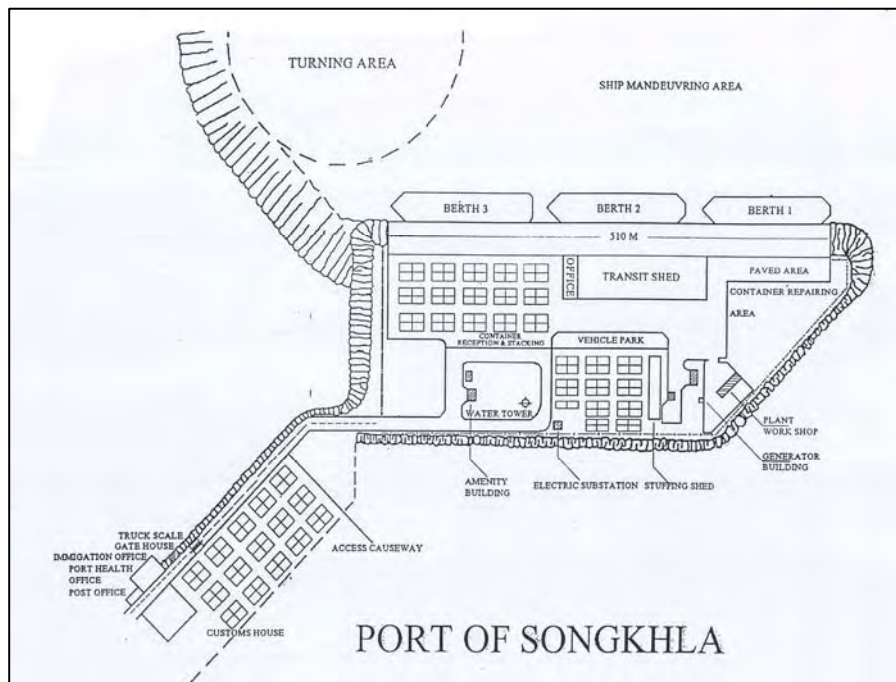 TURNING AREA
SHIP MANDEUVRING AREA
BERTH 3
BERTH 2
BERTH 1
510 M
OFFICE
TRANSIT SHED
PAVED AREA
CONTAINER REPAIRING
AREA
CONTAINER
RECEPTION & STACKING
VEHICLE PARK
WATER TOWER
PLANT
WORK SHOP
GENERATOR
BUILDING
AMENITY
BUILDING
ELECTRIC SUBSTATION
STUFFING SHED
ACCESS CAUSEWAY
TRUCK SCALE
GATE HOUSE
IMMIGATION OFFICE
PORT HEALTH
OFFICE
POST OFFICE
CUSTOMS HOUSE
PORT OF SONGKHLA